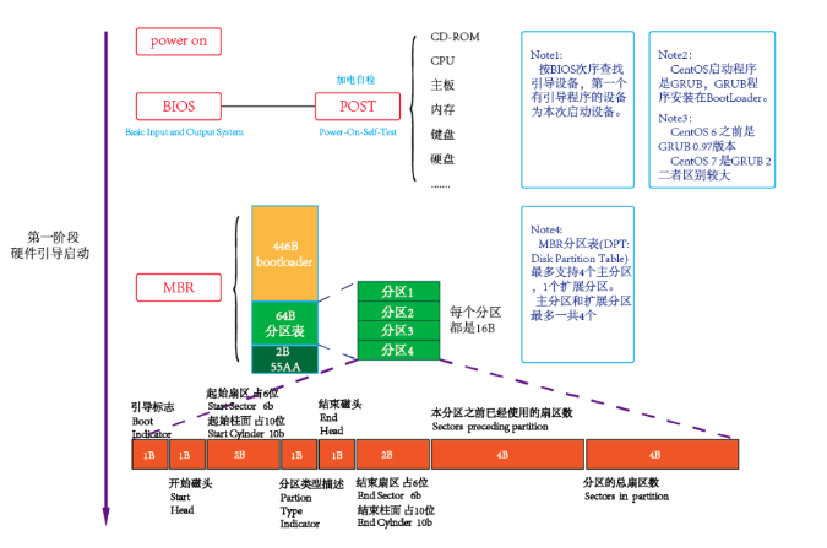 power on
加电自检
BIOS
POST
Basic Input and Output System
Power-On-Self-Test
CD-ROM
CPU
主板
内存
键盘
硬盘
......
Note1:
按BIOS次序查找
引导设备，第一个
有引导程序的设备
为本次启动设备。
Note2：
CentOS启动程序
是GRUB，GRUB程
序安装在BootLoader。
Note3：
CentOS 6 之前是
GRUB 0.97版本
CentOS 7 是GRUB 2
二者区别较大
第一阶段
硬件引导启动
MBR
446B
bootloader
64B
分区表
2B
55AA
分区1
分区2
分区3
分区4
每个分区
都是16B
Note4:
MBR分区表(DPT:
Disk Partition Table)
最多支持4个主分区
，1个扩展分区。
主分区和扩展分区
最多一共4个
引导标志
Boot
Indicator
起始扇区 占6位
Start Sector 6b
起始柱面 占10位
Start Cyinder 10b
结束磁头
End
Head
本分区之前已经使用的扇区数
Sectors preceding partition
1B
1B
2B
1B
1B
2B
4B
4B
开始磁头
Start
Head
分区类型描述
Partion
Type
Indicator
结束扇区 占6位
End Sector 6b
结束柱面 占10位
End Cyinder 10b
分区的总扇区数
Sectors in partition